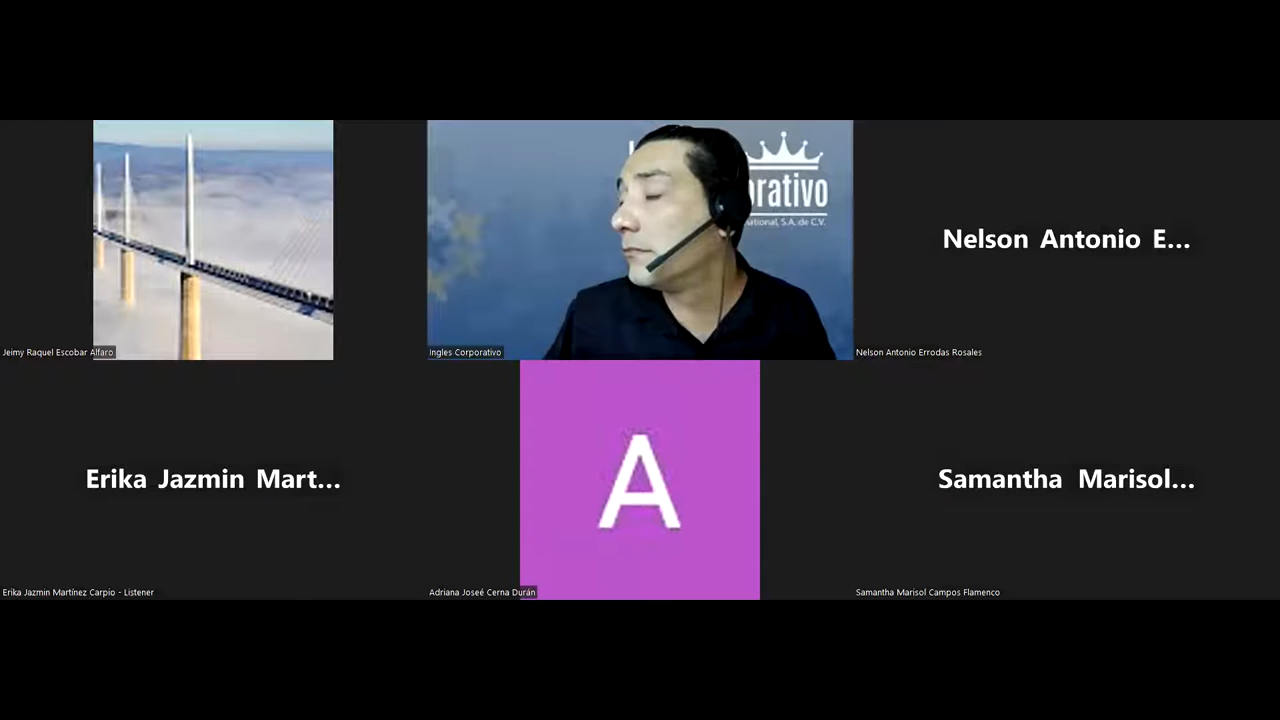 orativo
national, S.A. de C.V.
Nelson Antonio E...
Jeimy Raquel Escobar Alfaro
Ingles Corporativo
Nelson Antonio Errodas Rosales
Erika Jazmin Mart...
A
Samantha Marisol...
Erika Jazmin Martínez Carpio - Listener
Adriana Joseé Cerna Durán
Samantha Marisol Campos Flamenco